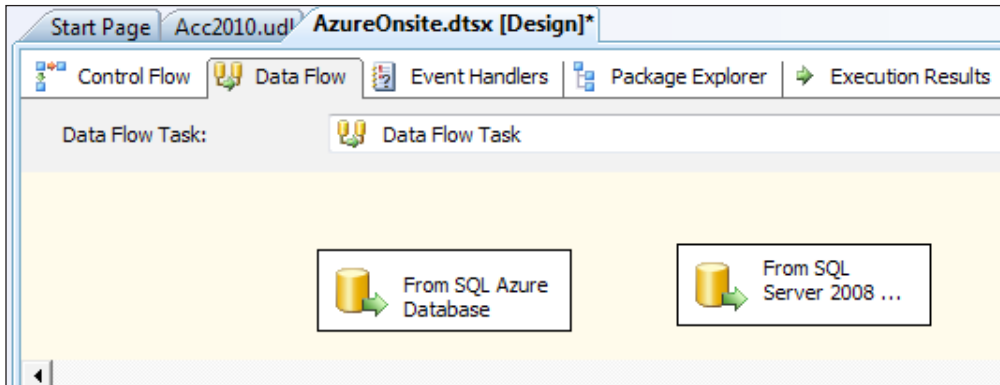 Start Page Acc2010.udl AzureOnsite.dtsx [Design]*
Control Flow Data Flow Event Handlers Package Explorer Execution Results
Data Flow Task: Data Flow Task
From SQL Azure
Database
From SQL
Server 2008 ...